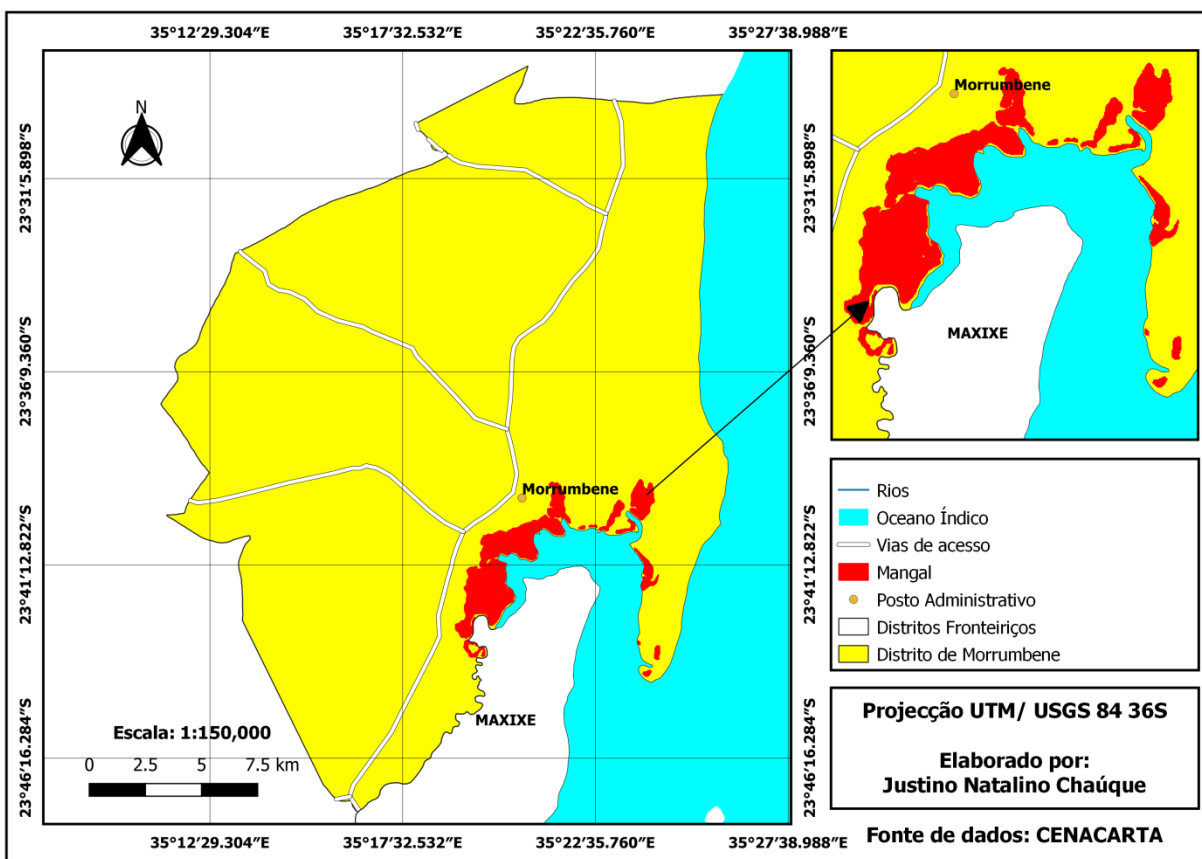 35°12′29.304″E 35°17′32.532″E 35°22′35.760″E 35°27′38.988″E
N
23°31′5.898″S
23°36′9.360″S
23°41′12.822″S
23°46′16.284″S
Morrumbene
MAXIXE
Escala: 1:150,000
0 2.5 5 7.5 km
35°12′29.304″E 35°17′32.532″E 35°22′35.760″E 35°27′38.988″E
23°31′5.898″S
23°36′9.360″S
23°41′12.822″S
23°46′16.284″S
Morrumbene
MAXIXE
Rios
Oceano Índico
Vias de acesso
Mangal
Posto Administrativo
Distritos Fronteiriços
Distrito de Morrumbene
Projecção UTM/ USGS 84 36S
Elaborado por:
Justino Natalino Chaúque
Fonte de dados: CENACARTA